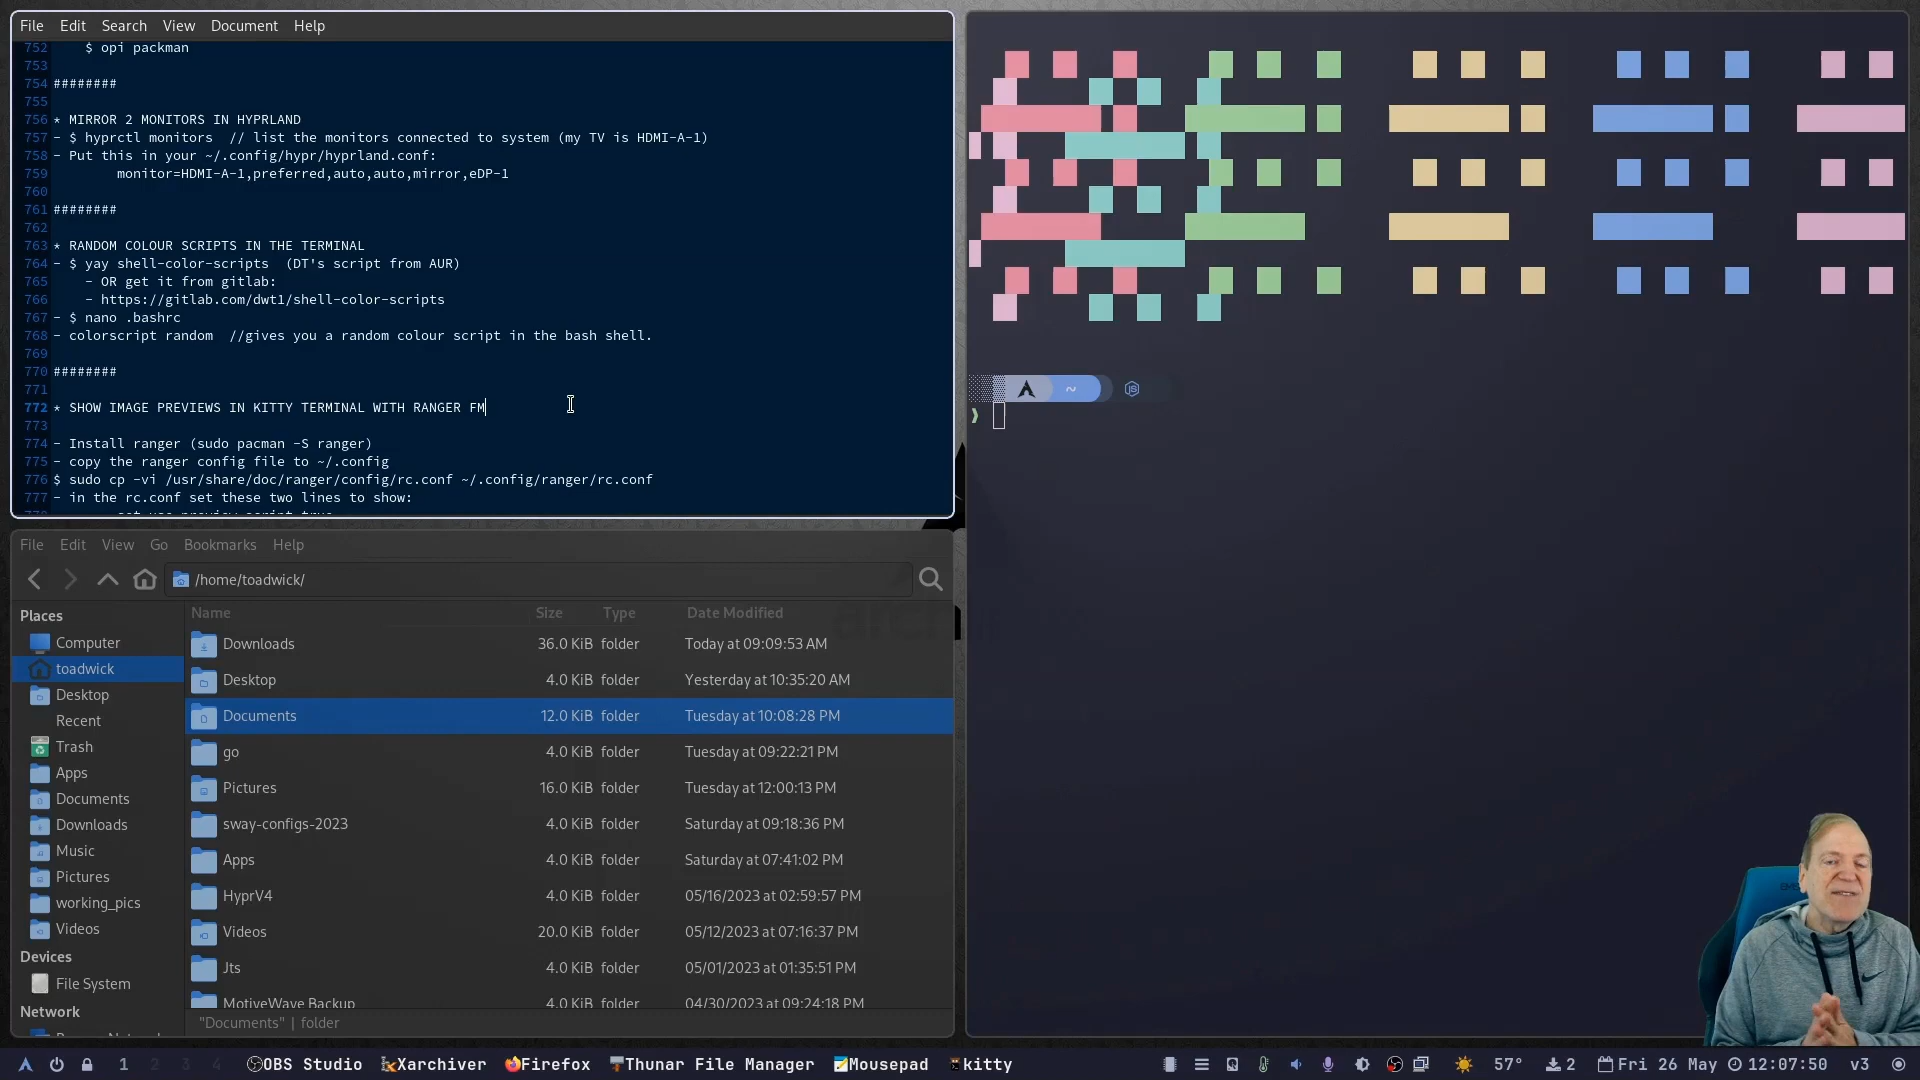 File Edit Search View Document Help
752 $ opi packman
753
754 ########
755
756 * MIRROR 2 MONITORS IN HYPRLAND
757 - $ hyprctl monitors // list the monitors connected to system (my TV is HDMI-A-1)
758 - Put this in your ~/.config/hypr/hyprland.conf:
759 monitor=HDMI-A-1,preferred,auto,auto,mirror,eDP-1
760
761 ########
762
763 * RANDOM COLOUR SCRIPTS IN THE TERMINAL
764 - $ yay shell-color-scripts (DT's script from AUR)
765 - OR get it from gitlab:
766 - https://gitlab.com/dwt1/shell-color-scripts
767 - $ nano .bashrc
768 - colorscript random //gives you a random colour script in the bash shell.
769
770 ########
771
772 * SHOW IMAGE PREVIEWS IN KITTY TERMINAL WITH RANGER FM
773
774 - Install ranger (sudo pacman -S ranger)
775 - copy the ranger config file to ~/.config
776 $ sudo cp -vi /usr/share/doc/ranger/config/rc.conf ~/.config/ranger/rc.conf
777 - in the rc.conf set these two lines to show:
~
❯
File Edit View Go Bookmarks Help
/home/toadwick/
Places
Computer
toadwick
Desktop
Recent
Trash
Apps
Documents
Downloads
Music
Pictures
working_pics
Videos
Devices
File System
Network
Name Size Type Date Modified
Downloads 36.0 KiB folder Today at 09:09:53 AM
Desktop 4.0 KiB folder Yesterday at 10:35:20 AM
Documents 12.0 KiB folder Tuesday at 10:08:28 PM
go 4.0 KiB folder Tuesday at 09:22:21 PM
Pictures 16.0 KiB folder Tuesday at 12:00:13 PM
sway-configs-2023 4.0 KiB folder Saturday at 09:18:36 PM
Apps 4.0 KiB folder Saturday at 07:41:02 PM
HyprV4 4.0 KiB folder 05/16/2023 at 02:59:57 PM
Videos 20.0 KiB folder 05/12/2023 at 07:16:37 PM
Jts 4.0 KiB folder 05/01/2023 at 01:35:51 PM
MotiveWave Backup 4.0 KiB folder 04/30/2023 at 09:24:18 PM
"Documents" | folder
1 2 3 4 OBS Studio Xarchiver Firefox Thunar File Manager Mousepad kitty 57° 2 Fri 26 May 12:07:50 v3